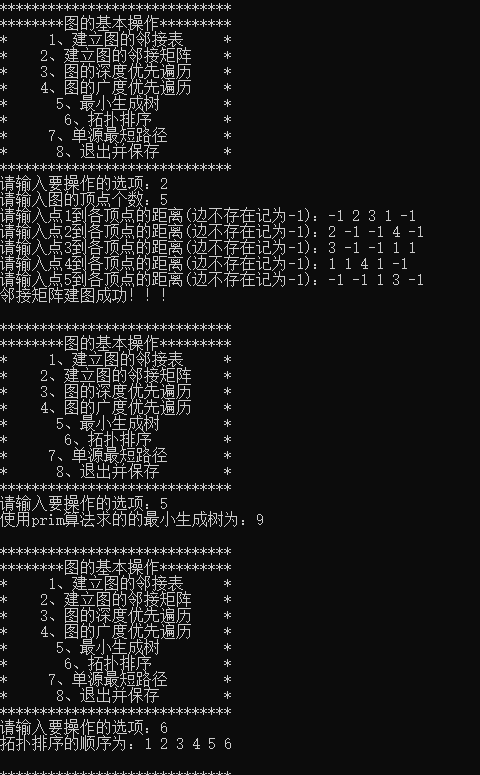 *****************************
********图的基本操作*********
*     1、建立图的邻接表     *
*    2、建立图的邻接矩阵    *
*    3、图的深度优先遍历    *
*    4、图的广度优先遍历    *
*      5、最小生成树        *
*       6、拓扑排序         *
*     7、单源最短路径       *
*      8、退出并保存        *
*****************************
请输入要操作的选项：2
请输入图的顶点个数：5
请输入点1到各顶点的距离(边不存在记为-1)：-1 2 3 1 -1
请输入点2到各顶点的距离(边不存在记为-1)：2 -1 -1 4 -1
请输入点3到各顶点的距离(边不存在记为-1)：3 -1 -1 1 1
请输入点4到各顶点的距离(边不存在记为-1)：1 1 4 1 -1
请输入点5到各顶点的距离(边不存在记为-1)：-1 -1 1 3 -1
邻接矩阵建图成功！！！

*****************************
********图的基本操作*********
*     1、建立图的邻接表     *
*    2、建立图的邻接矩阵    *
*    3、图的深度优先遍历    *
*    4、图的广度优先遍历    *
*      5、最小生成树        *
*       6、拓扑排序         *
*     7、单源最短路径       *
*      8、退出并保存        *
*****************************
请输入要操作的选项：5
使用prim算法求的的最小生成树为：9

*****************************
********图的基本操作*********
*     1、建立图的邻接表     *
*    2、建立图的邻接矩阵    *
*    3、图的深度优先遍历    *
*    4、图的广度优先遍历    *
*      5、最小生成树        *
*       6、拓扑排序         *
*     7、单源最短路径       *
*      8、退出并保存        *
*****************************
请输入要操作的选项：6
拓扑排序的顺序为：1 2 3 4 5 6

*****************************